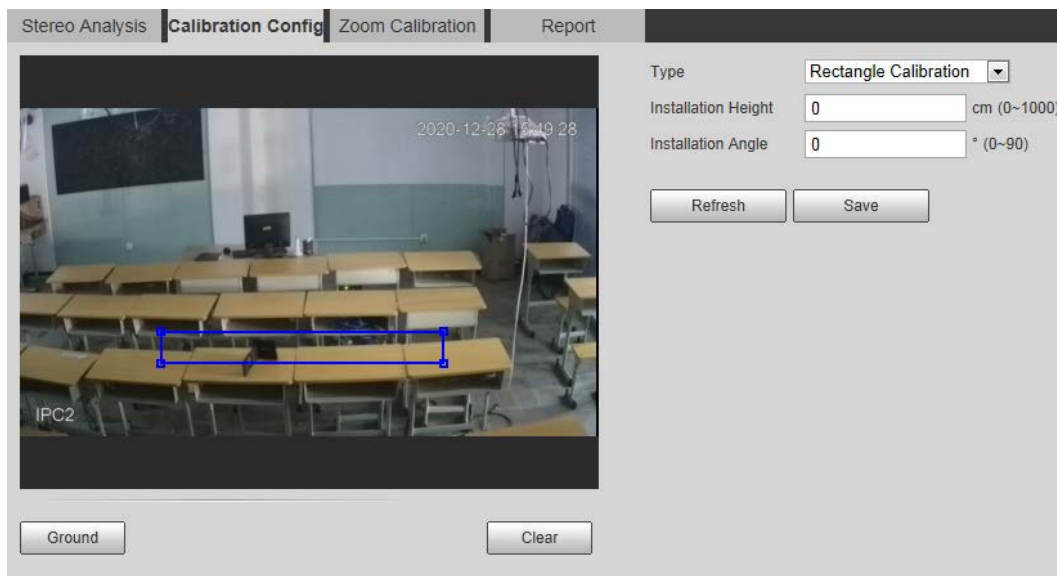 Stereo Analysis Calibration Config Zoom Calibration Report
Type Rectangle Calibration
Installation Height 0 cm (0~1000)
Installation Angle 0 ° (0~90)
Refresh Save
2020-12-28 15:49:28
IPC2
Ground Clear